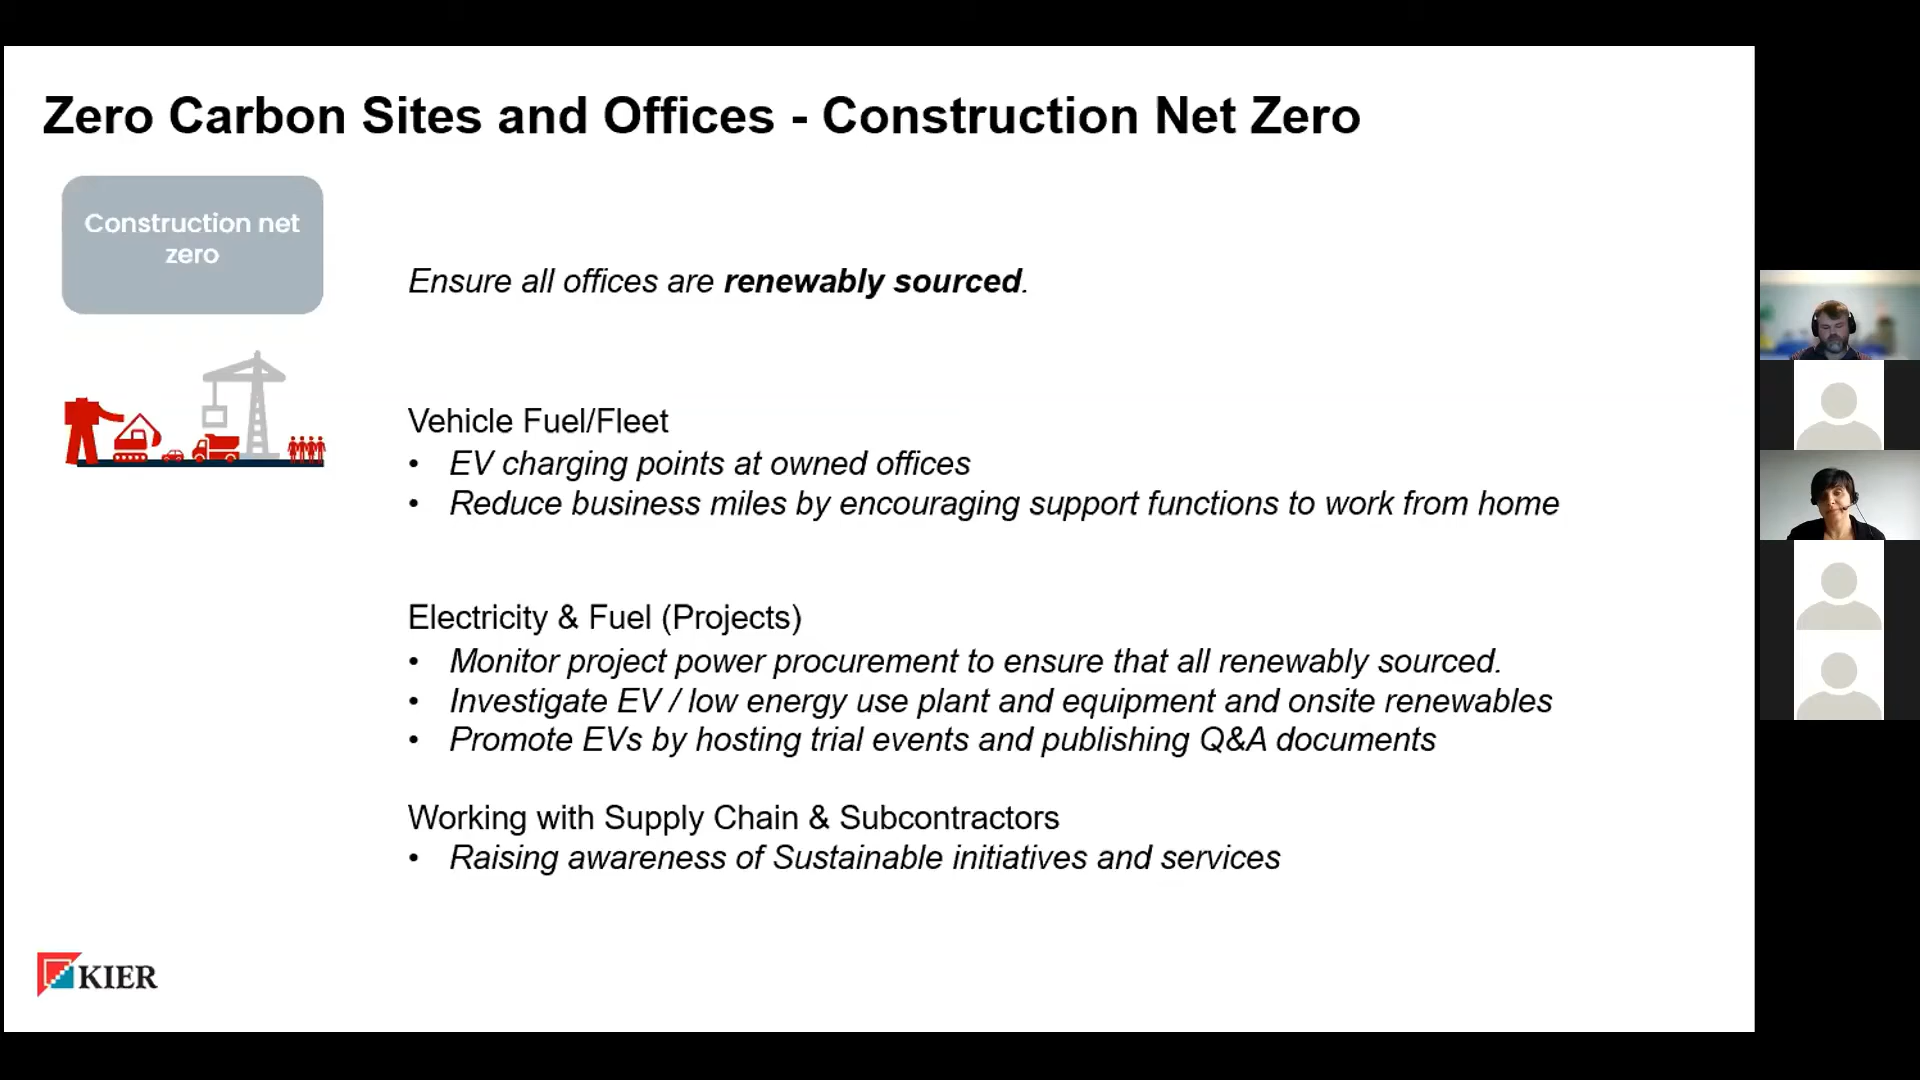 Zero Carbon Sites and Offices - Construction Net Zero
Construction net
zero
Ensure all offices are renewably sourced.
Vehicle Fuel/Fleet
• EV charging points at owned offices
• Reduce business miles by encouraging support functions to work from home
Electricity & Fuel (Projects)
• Monitor project power procurement to ensure that all renewably sourced.
• Investigate EV / low energy use plant and equipment and onsite renewables
• Promote EVs by hosting trial events and publishing Q&A documents
Working with Supply Chain & Subcontractors
• Raising awareness of Sustainable initiatives and services
KIER